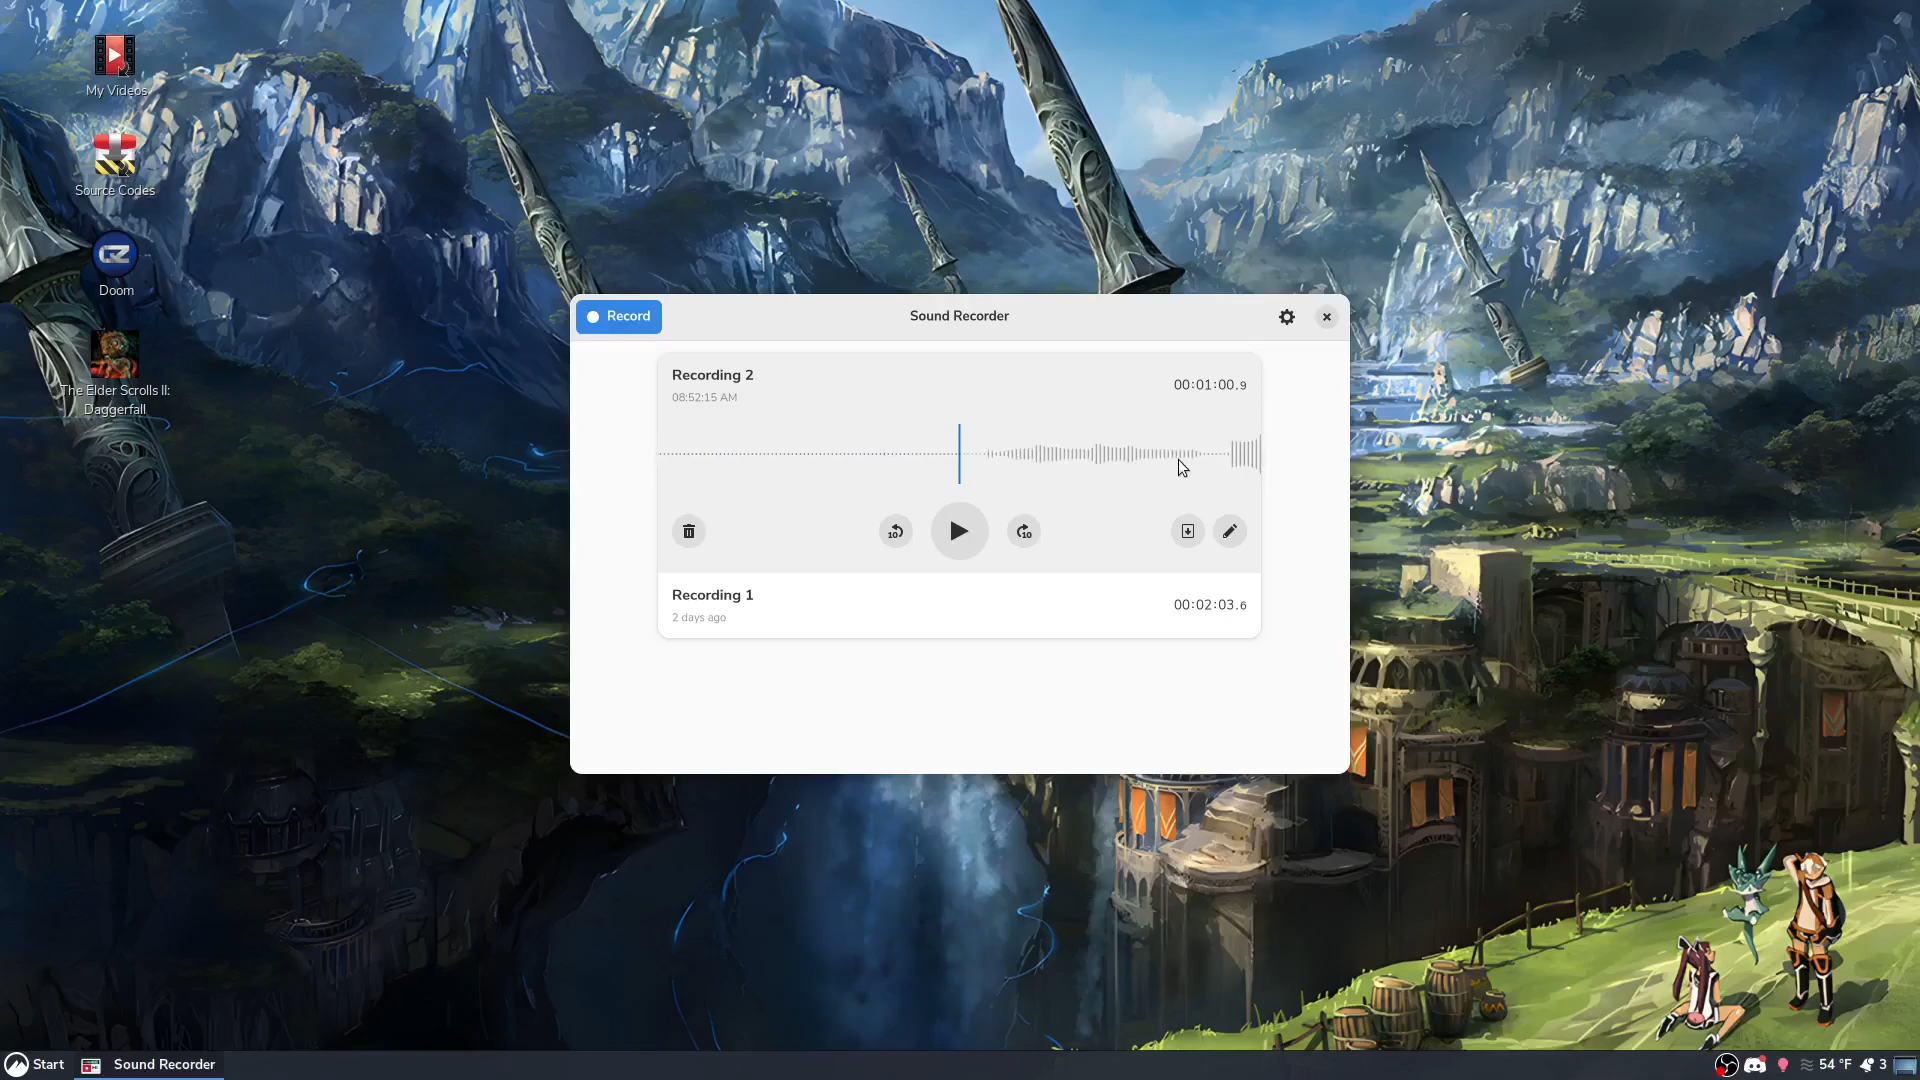 My Videos
Source Codes
Doom
The Elder Scrolls II:
Daggerfall
Record
Sound Recorder
Recording 2
08:52:15 AM
00:01:00.9
10
10
Recording 1
2 days ago
00:02:03.6
Start
Sound Recorder
54 °F
3